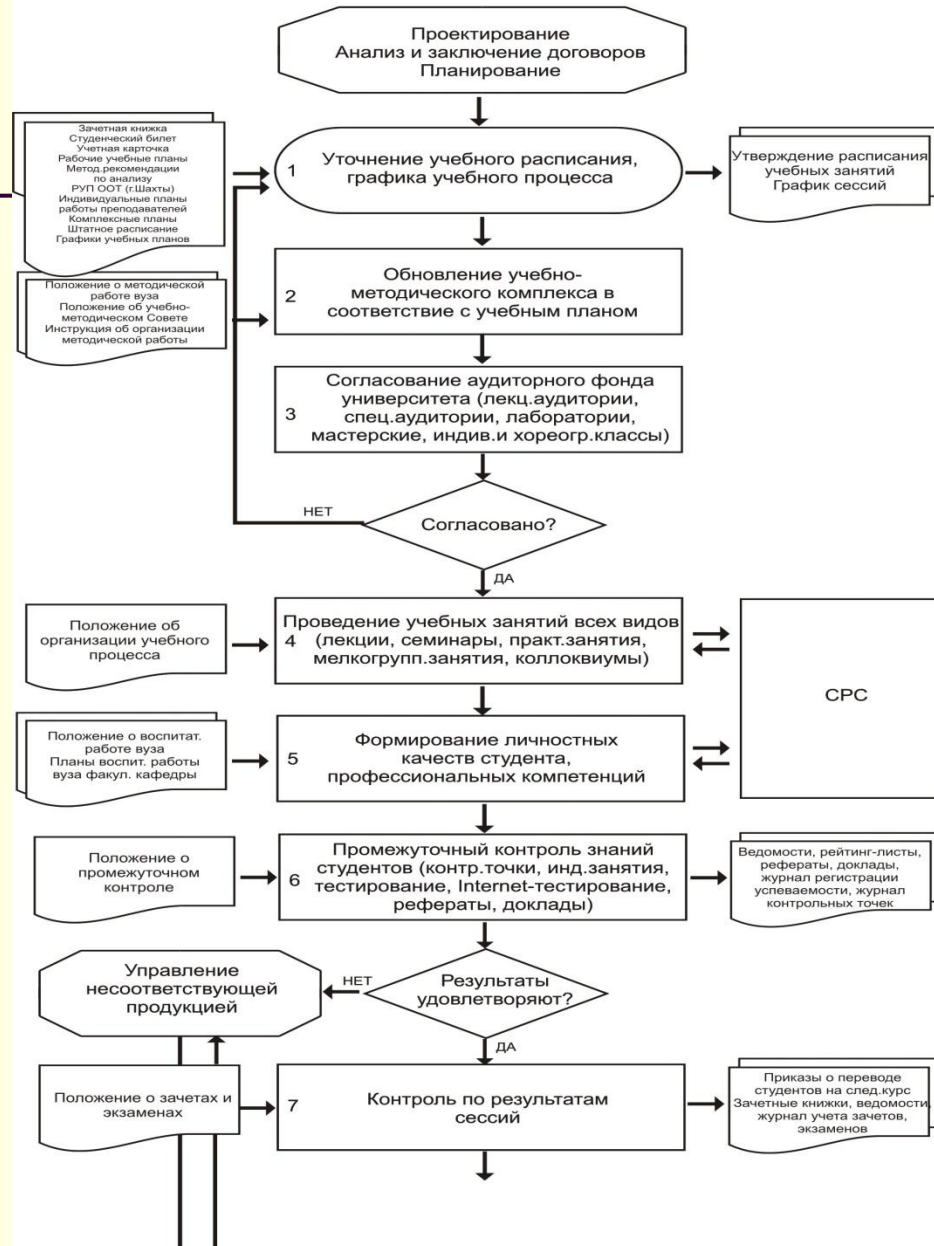 Проектирование
Анализ и заключение договоров
Планирование
Зачетная книжка
Студенческий билет
Учетная карточка
Рабочие учебные планы
Метод.рекомендации
по анализу
РУП ООТ (г.Шахты)
Индивидуальные планы
работы преподавателей
Комплексные планы
Штатное расписание
Графики учебных планов
1
Уточнение учебного расписания,
графика учебного процесса
Утверждение расписания
учебных занятий
График сессий
Положение о методической
работе вуза
Положение об учебно-
методическом Совете
Инструкция об организации
методической работы
2
Обновление учебно-
методического комплекса в
соответствие с учебным планом
3
Согласование аудиторного фонда
университета (лекц.аудитории,
спец.аудитории, лаборатории,
мастерские, индив.и хореогр.классы)
НЕТ
Согласовано?
ДА
Положение об
организации учебного
процесса
Проведение учебных занятий всех видов
4 (лекции, семинары, практ.занятия,
мелкогрупп.занятия, коллоквиумы)
СРС
Положение о воспитат.
работе вуза
Планы воспит. работы
вуза факул. кафедры
5
Формирование личностных
качеств студента,
профессиональных компетенций
Положение о
промежуточном
контроле
6
Промежуточный контроль знаний
студентов (контр.точки, инд.занятия,
тестирование, Internet-тестирование,
рефераты, доклады)
Ведомости, рейтинг-листы,
рефераты, доклады,
журнал регистрации
успеваемости, журнал
контрольных точек
Управление
несоответствующей
продукцией
НЕТ
Результаты
удовлетворяют?
ДА
Положение о зачетах и
экзаменах
7
Контроль по результатам
сессий
Приказы о переводе
студентов на след.курс
Зачетные книжки, ведомости,
журнал учета зачетов,
экзаменов